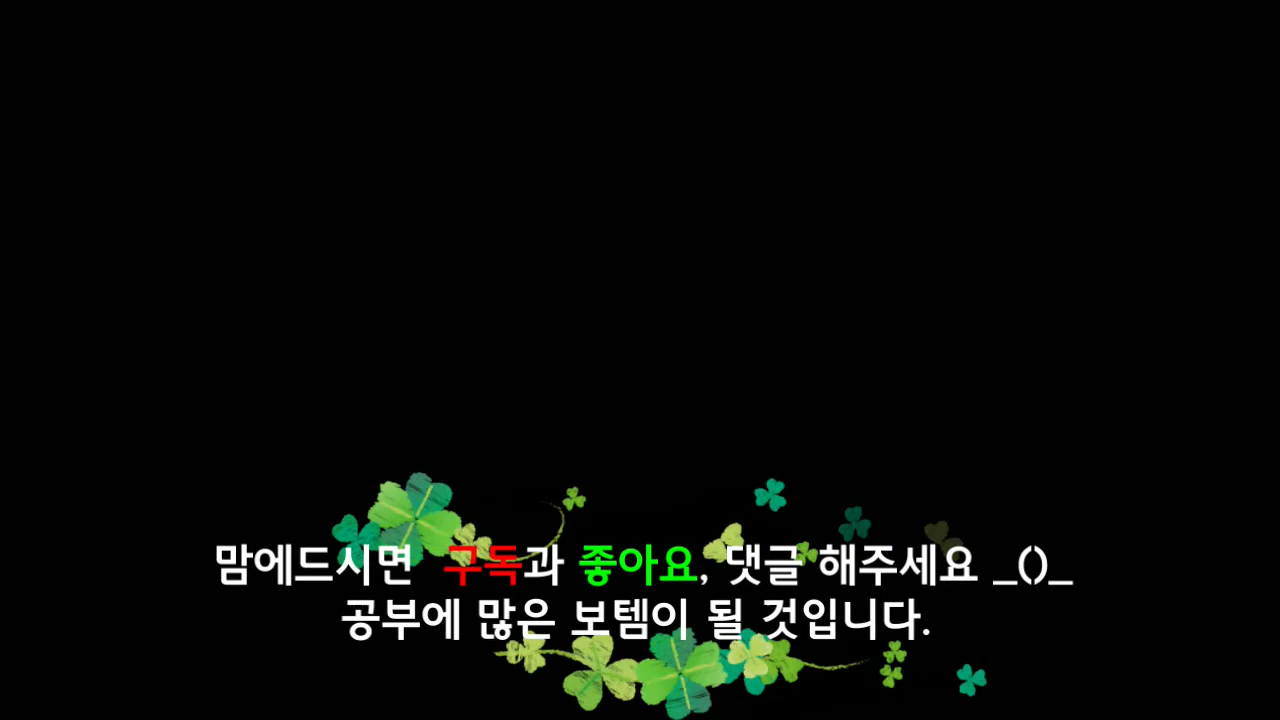 맘에드시면  구독과 좋아요, 댓글 해주세요 _()_
공부에 많은 보템이 될 것입니다.